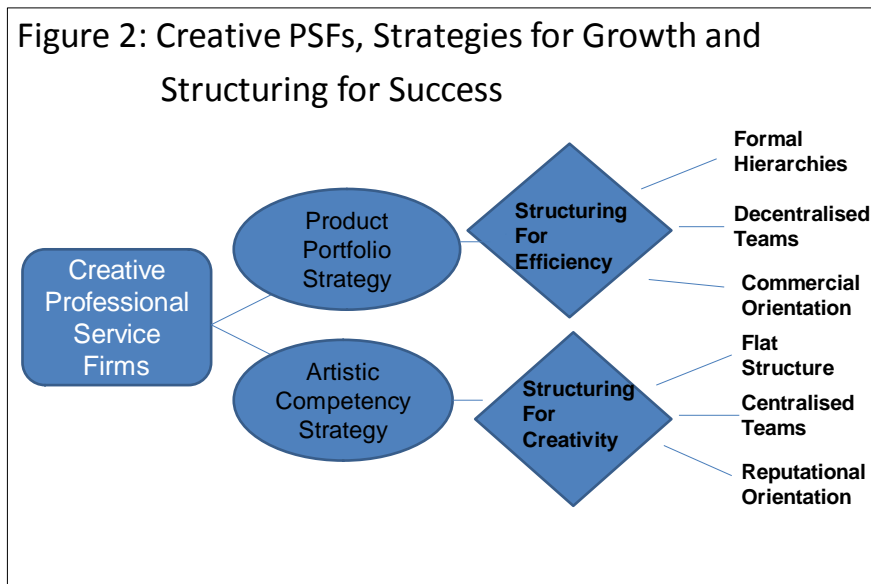 Figure 2: Creative PSFs, Strategies for Growth and
Structuring for Success
Creative
Professional
Service
Firms
Product
Portfolio
Strategy
Artistic
Competency
Strategy
Structuring
For
Efficiency
Structuring
For
Creativity
Formal
Hierarchies
Decentralised
Teams
Commercial
Orientation
Flat
Structure
Centralised
Teams
Reputational
Orientation